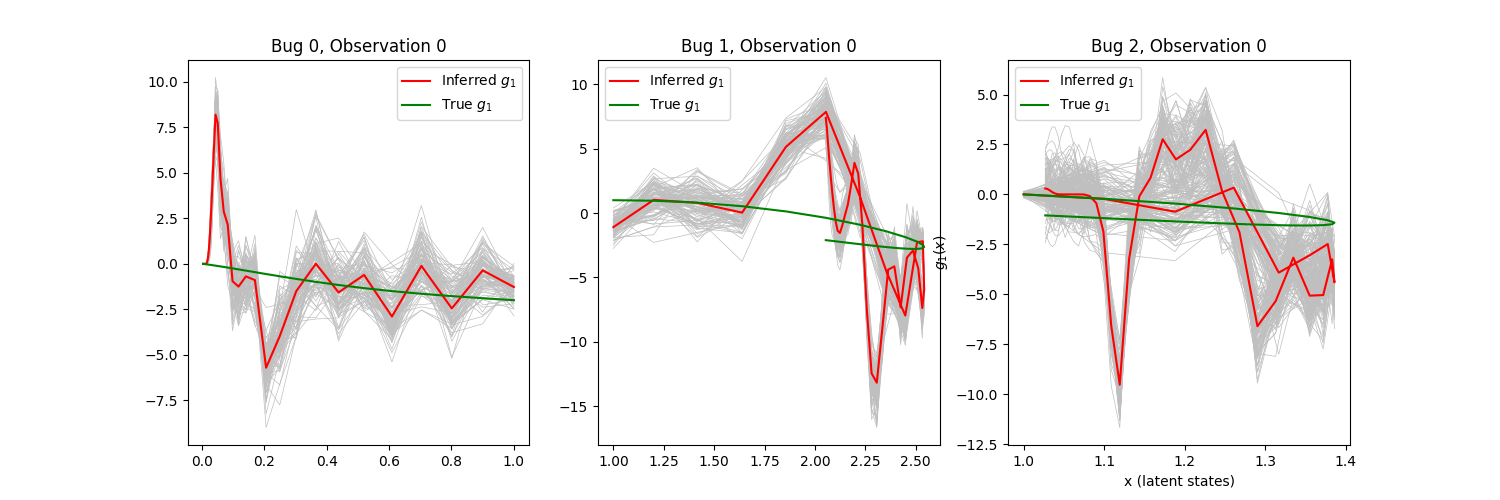 Bug 0, Observation 0
Inferred g₁
True g₁
10.0
7.5
5.0
2.5
0.0
−2.5
−5.0
−7.5
0.0 0.2 0.4 0.6 0.8 1.0
Bug 1, Observation 0
Inferred g₁
True g₁
10
5
0
−5
−10
−15
1.00 1.25 1.50 1.75 2.00 2.25 2.50
Bug 2, Observation 0
Inferred g₁
True g₁
g₁(x)
5.0
2.5
0.0
−2.5
−5.0
−7.5
−10.0
−12.5
1.0 1.1 1.2 1.3 1.4
x (latent states)